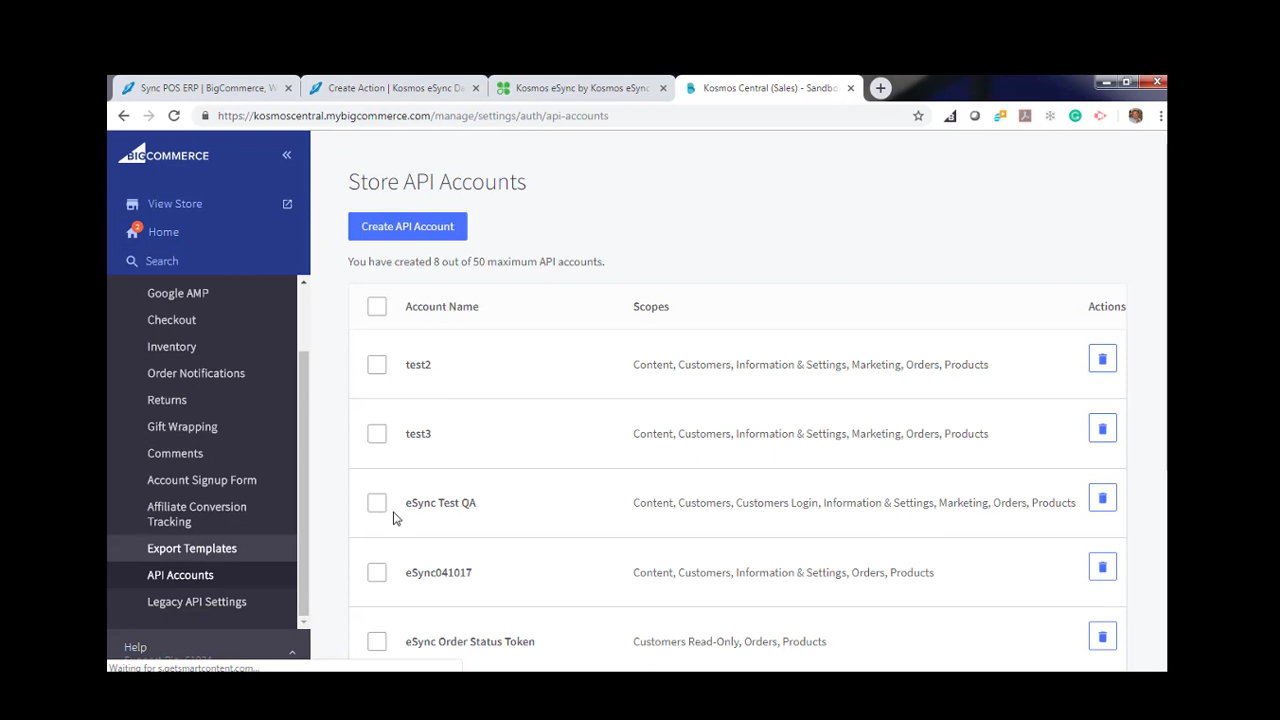 Sync POS ERP | BigCommerce, W
Create Action | Kosmos eSync Da
Kosmos eSync by Kosmos eSync
Kosmos Central (Sales) - Sandbo
https://kosmoscentral.mybigcommerce.com/manage/settings/auth/api-accounts
BIGCOMMERCE
View Store
2
Home
Search
Google AMP
Checkout
Inventory
Order Notifications
Returns
Gift Wrapping
Comments
Account Signup Form
Affiliate Conversion
Tracking
Export Templates
API Accounts
Legacy API Settings
Help
Waiting for s.getsmartcontent.com...
Store API Accounts
Create API Account
You have created 8 out of 50 maximum API accounts.
Account Name Scopes Actions
test2 Content, Customers, Information & Settings, Marketing, Orders, Products
test3 Content, Customers, Information & Settings, Marketing, Orders, Products
eSync Test QA Content, Customers, Customers Login, Information & Settings, Marketing, Orders, Products
eSync041017 Content, Customers, Information & Settings, Orders, Products
eSync Order Status Token Customers Read-Only, Orders, Products